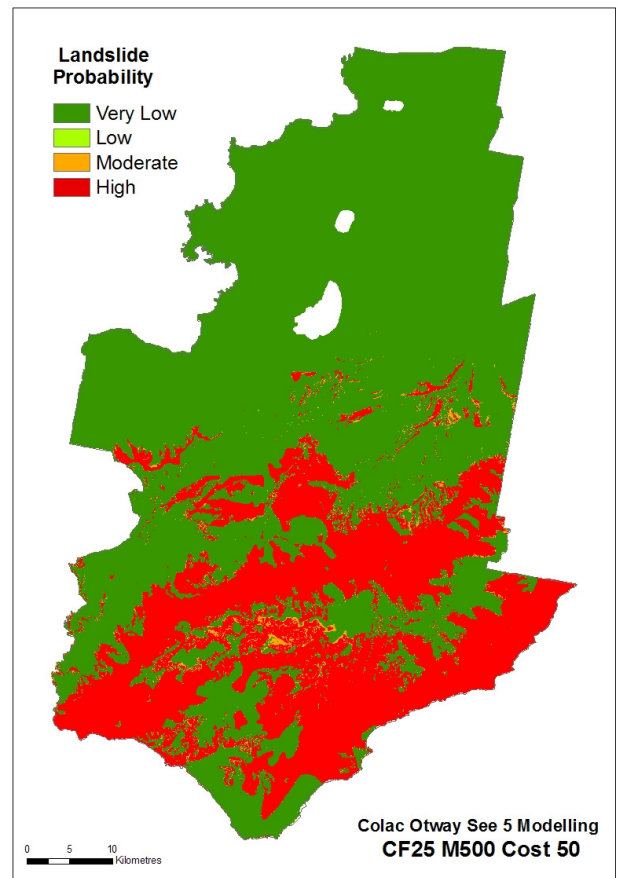 Landslide
Probability
Very Low
Low
Moderate
High
Colac Otway See 5 Modelling
CF25 M500 Cost 50
0 5 10
Kilometres